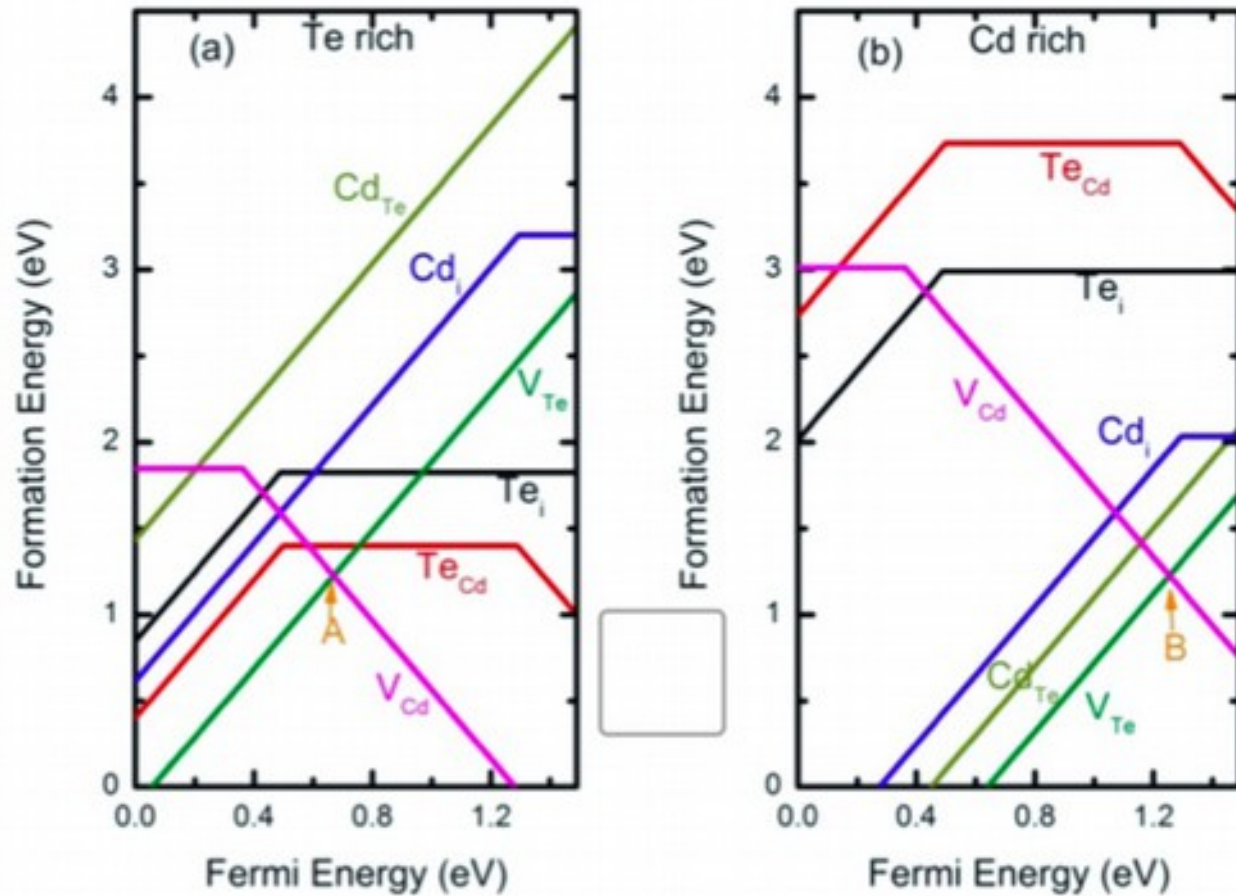 (a) Te rich
4
3
2
1
0
Formation Energy (eV)
Cd_Te
Cd_i
V_Te
Te_i
Te_Cd
A
V_Cd
0.0 0.4 0.8 1.2
Fermi Energy (eV)
(b) Cd rich
4
3
2
1
0
Formation Energy (eV)
Te_Cd
Te_i
V_Cd
Cd_i
B
Cd_Te
V_Te
0.0 0.4 0.8 1.2
Fermi Energy (eV)